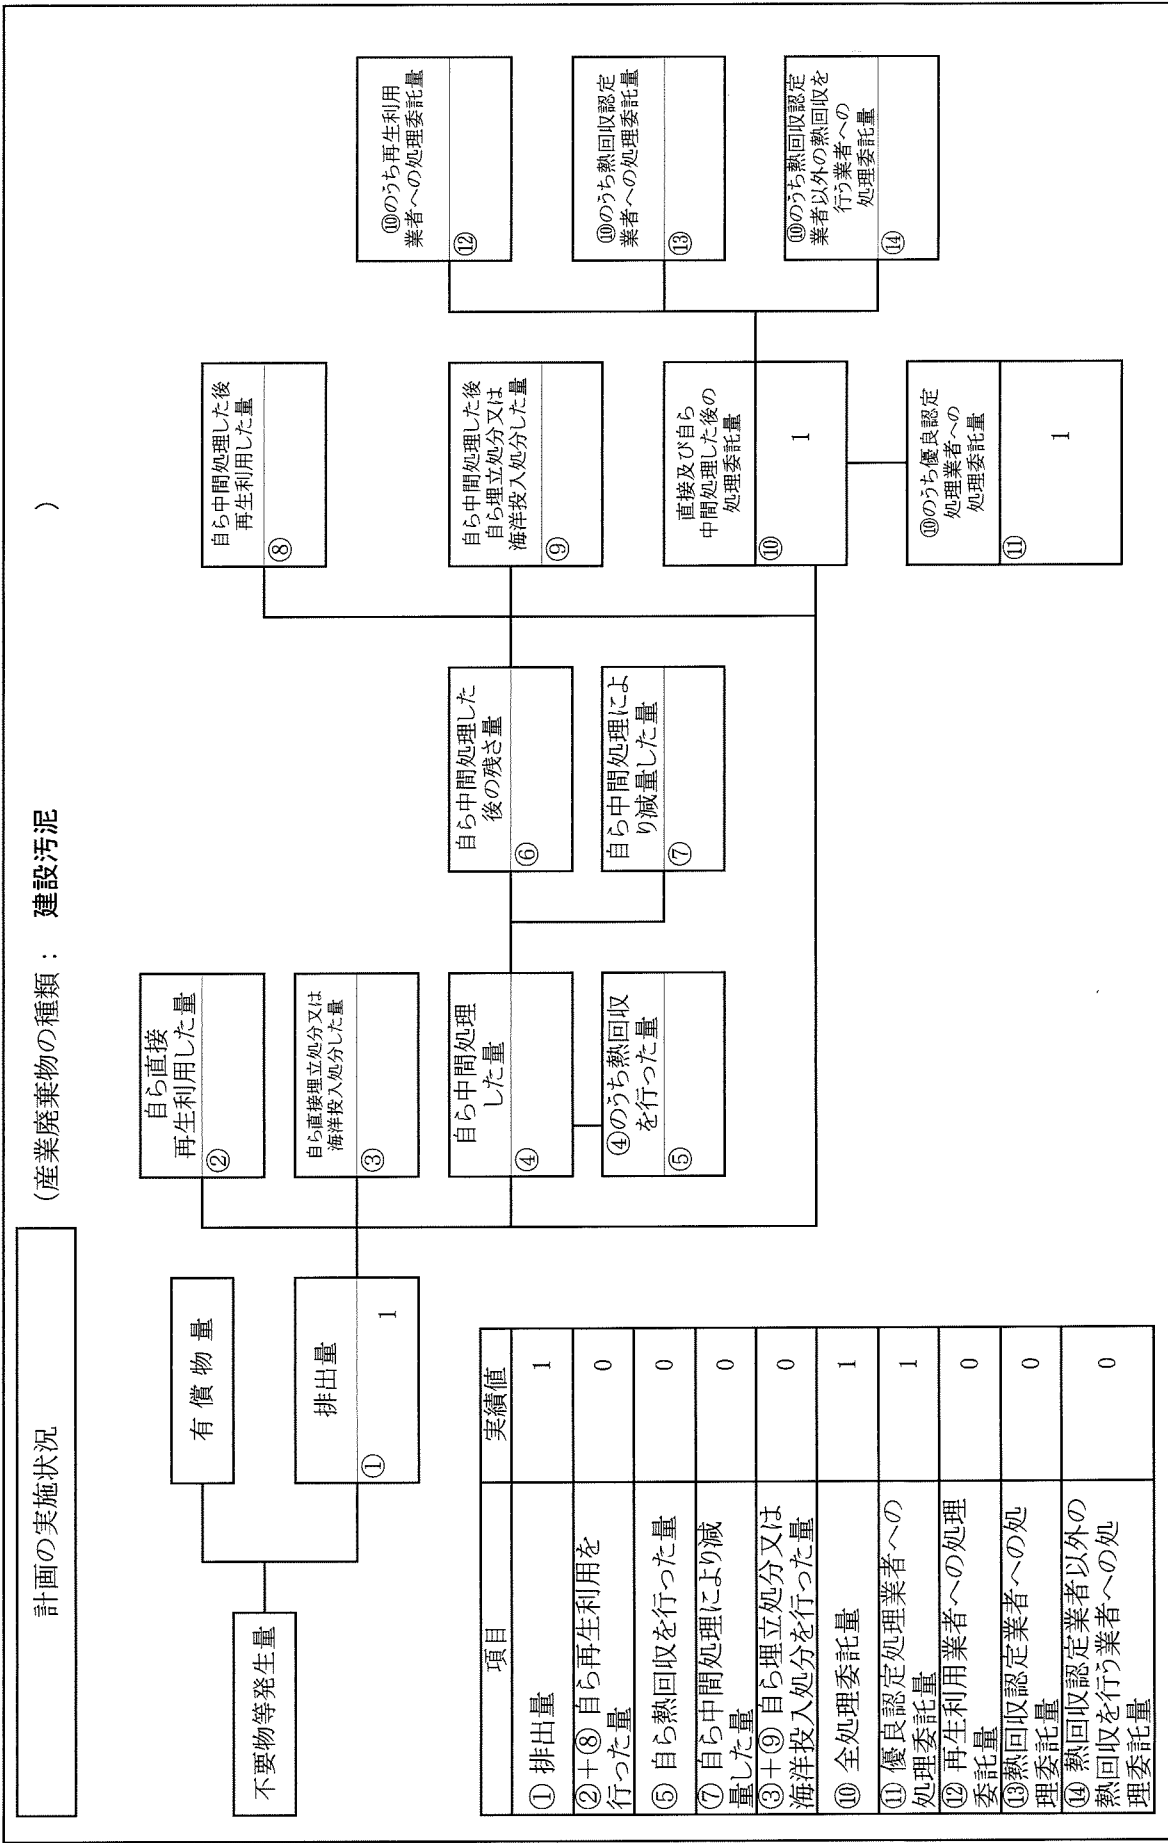 計画の実施状況
(産業廃棄物の種類： 建設汚泥 )
不要物等発生量
有償物量
排出量
① 1
自ら直接
再生利用した量
②
自ら直接埋立処分又は
海洋投入処分した量
③
自ら中間処理
した量
④
④のうち熱回収
を行った量
⑤
自ら中間処理した
後の残さ量
⑥
自ら中間処理によ
り減量した量
⑦
自ら中間処理した後
再生利用した量
⑧
自ら中間処理した後
自ら埋立処分又は
海洋投入処分した量
⑨
直接及び自ら
中間処理した後の
処理委託量
⑩ 1
⑩のうち優良認定
処理業者への
処理委託量
⑪ 1
⑩のうち再生利用
業者への処理委託量
⑫
⑩のうち熱回収認定
業者への処理委託量
⑬
⑩のうち熱回収認定
業者以外の熱回収を
行う業者への
処理委託量
⑭
項目 実績値
① 排出量 1
②＋⑧ 自ら再生利用を
行った量 0
⑤ 自ら熱回収を行った量 0
⑦ 自ら中間処理により減
量した量 0
③＋⑨ 自ら埋立処分又は
海洋投入処分を行った量 0
⑩ 全処理委託量 1
⑪ 優良認定処理業者への
処理委託量 1
⑫ 再生利用業者への処理
委託量 0
⑬熱回収認定業者への処
理委託量 0
⑭ 熱回収認定業者以外の
熱回収を行う業者への処
理委託量 0